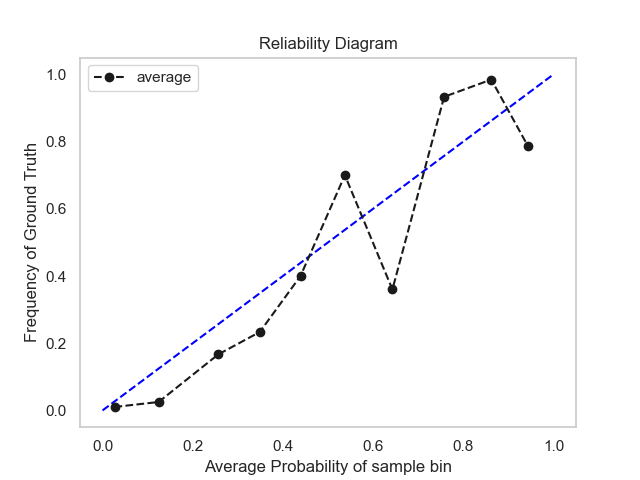 Reliability Diagram
average
1.0
0.8
0.6
0.4
0.2
0.0
Frequency of Ground Truth
0.0 0.2 0.4 0.6 0.8 1.0
Average Probability of sample bin